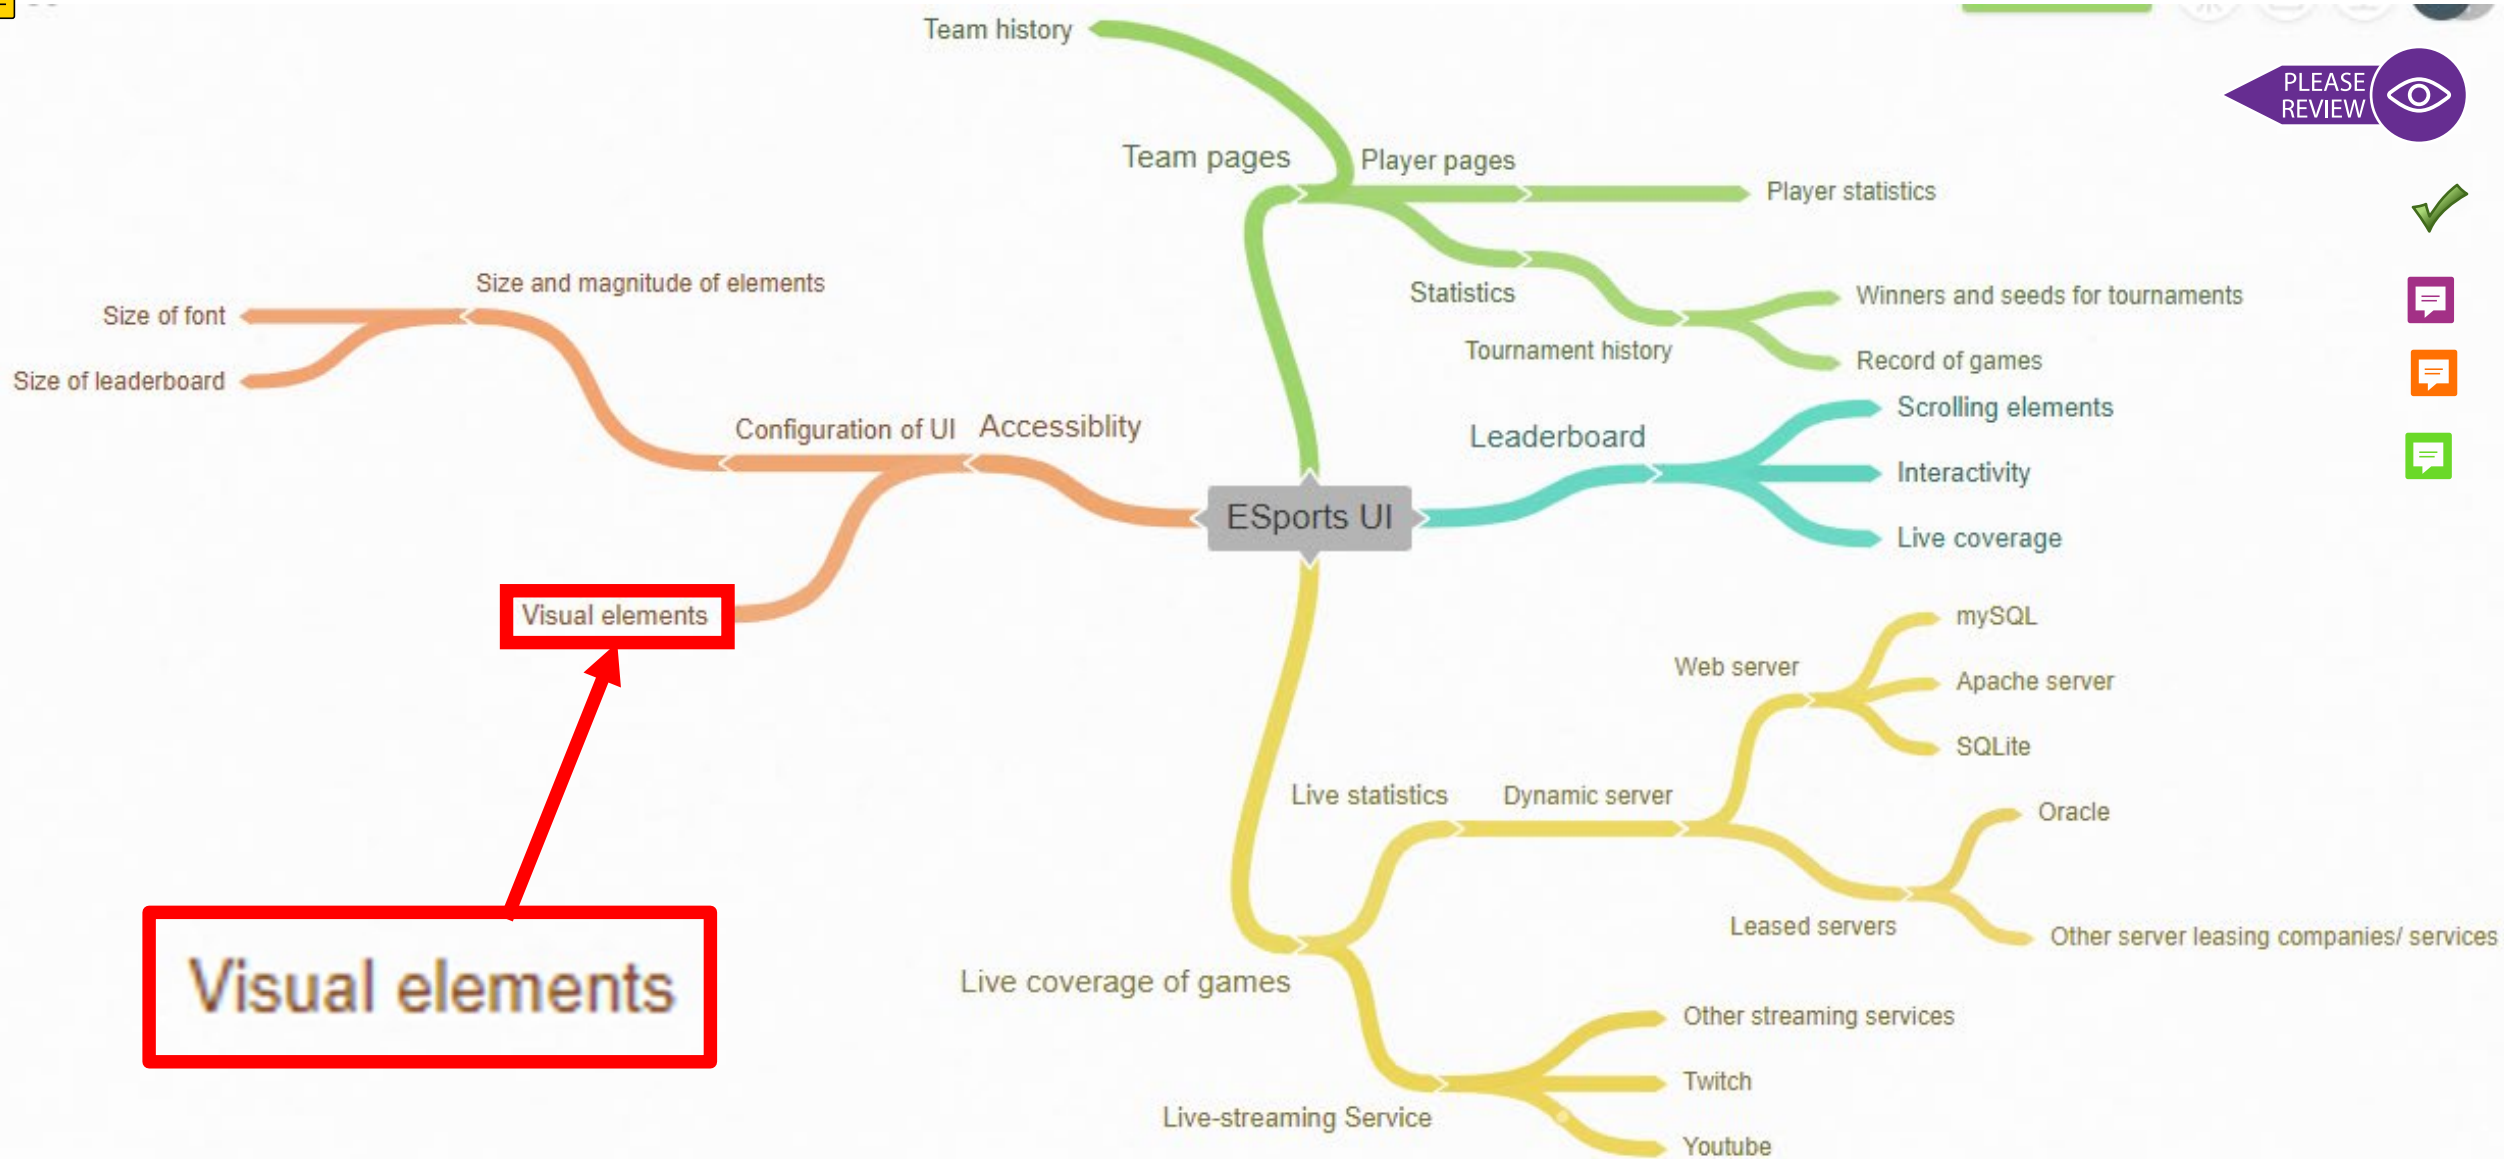 Team history
PLEASE
REVIEW
Team pages
Player pages
Player statistics
Size and magnitude of elements
Statistics
Winners and seeds for tournaments
Size of font
Tournament history
Record of games
Size of leaderboard
Scrolling elements
Configuration of UI
Accessiblity
Leaderboard
Interactivity
ESports UI
Live coverage
Visual elements
mySQL
Web server
Apache server
SQLite
Live statistics
Dynamic server
Oracle
Leased servers
Other server leasing companies/ services
Visual elements
Live coverage of games
Other streaming services
Twitch
Live-streaming Service
Youtube